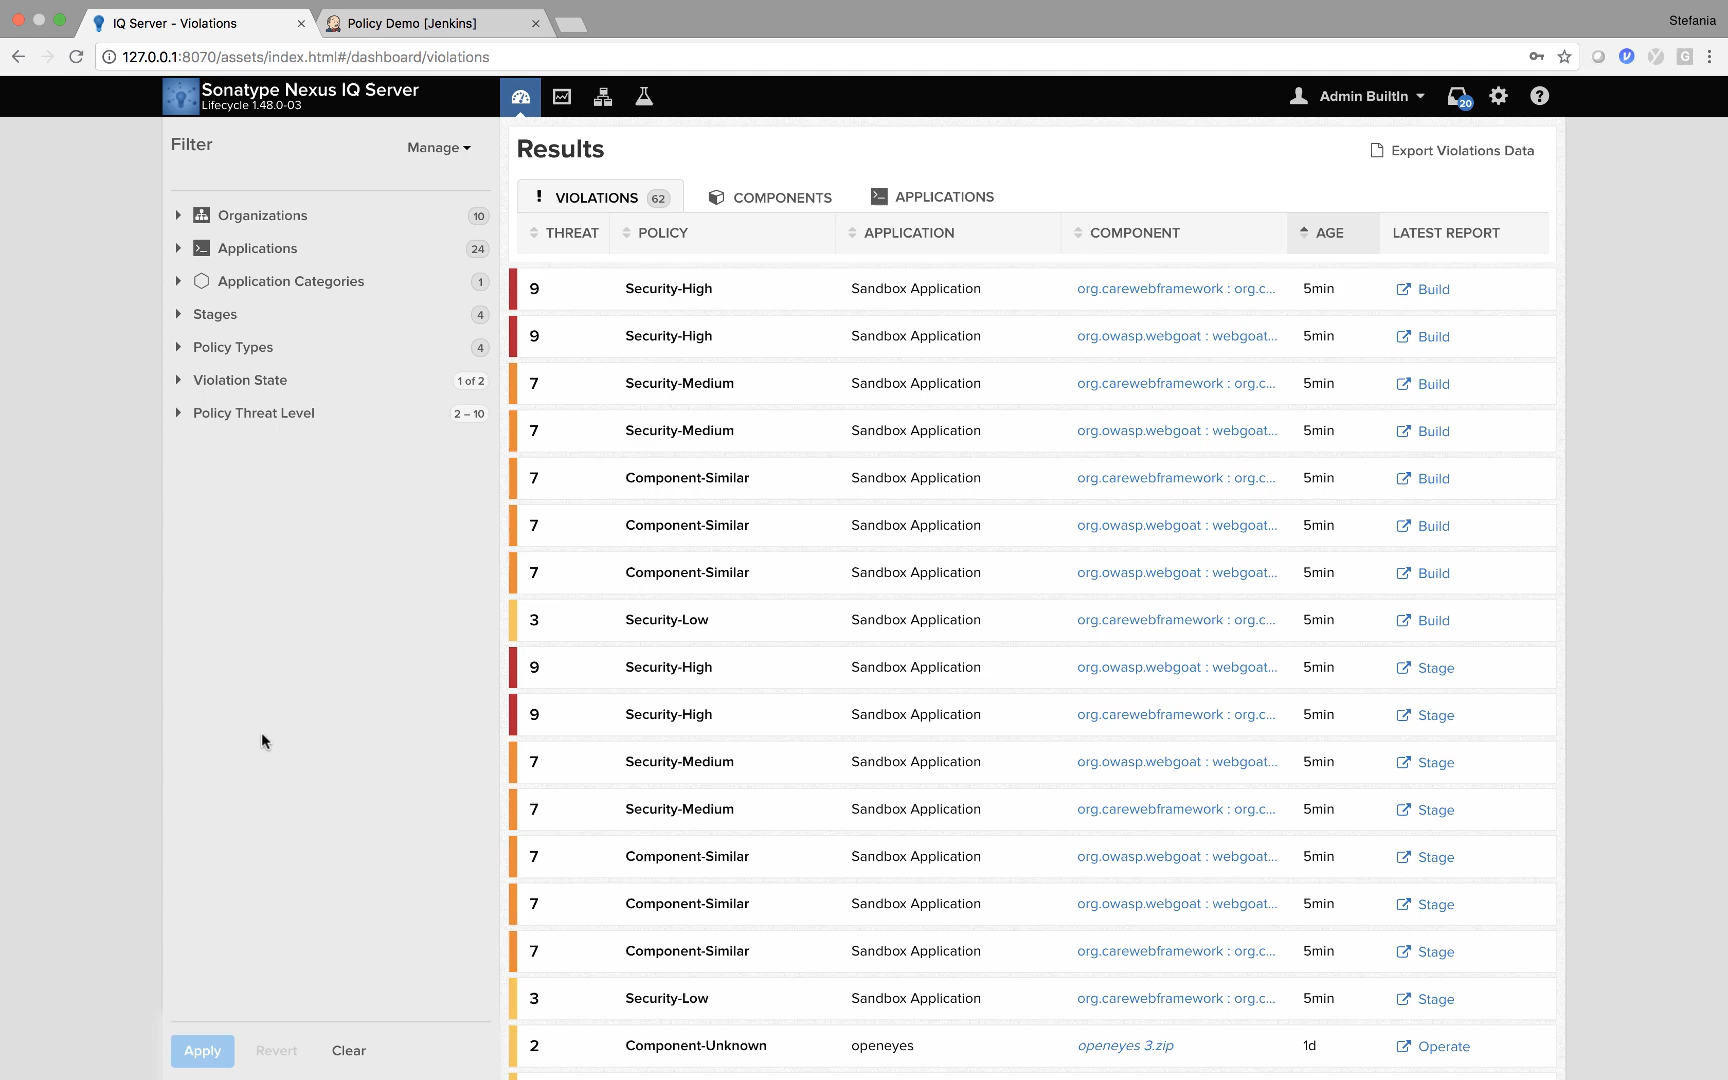 IQ Server - Violations
Policy Demo [Jenkins]
Stefania
127.0.0.1:8070/assets/index.html#/dashboard/violations
Sonatype Nexus IQ Server
Lifecycle 1.48.0-03
Admin BuiltIn
20
Filter
Manage
Organizations 10
Applications 24
Application Categories 1
Stages 4
Policy Types 4
Violation State 1 of 2
Policy Threat Level 2 – 10
Apply Revert Clear
Results
Export Violations Data
VIOLATIONS 62 COMPONENTS APPLICATIONS
THREAT POLICY APPLICATION COMPONENT AGE LATEST REPORT
9 Security-High Sandbox Application org.carewebframework : org.c... 5min Build
9 Security-High Sandbox Application org.owasp.webgoat : webgoat... 5min Build
7 Security-Medium Sandbox Application org.carewebframework : org.c... 5min Build
7 Security-Medium Sandbox Application org.owasp.webgoat : webgoat... 5min Build
7 Component-Similar Sandbox Application org.carewebframework : org.c... 5min Build
7 Component-Similar Sandbox Application org.owasp.webgoat : webgoat... 5min Build
7 Component-Similar Sandbox Application org.owasp.webgoat : webgoat... 5min Build
3 Security-Low Sandbox Application org.carewebframework : org.c... 5min Build
9 Security-High Sandbox Application org.owasp.webgoat : webgoat... 5min Stage
9 Security-High Sandbox Application org.carewebframework : org.c... 5min Stage
7 Security-Medium Sandbox Application org.owasp.webgoat : webgoat... 5min Stage
7 Security-Medium Sandbox Application org.carewebframework : org.c... 5min Stage
7 Component-Similar Sandbox Application org.owasp.webgoat : webgoat... 5min Stage
7 Component-Similar Sandbox Application org.owasp.webgoat : webgoat... 5min Stage
7 Component-Similar Sandbox Application org.carewebframework : org.c... 5min Stage
3 Security-Low Sandbox Application org.carewebframework : org.c... 5min Stage
2 Component-Unknown openeyes openeyes 3.zip 1d Operate